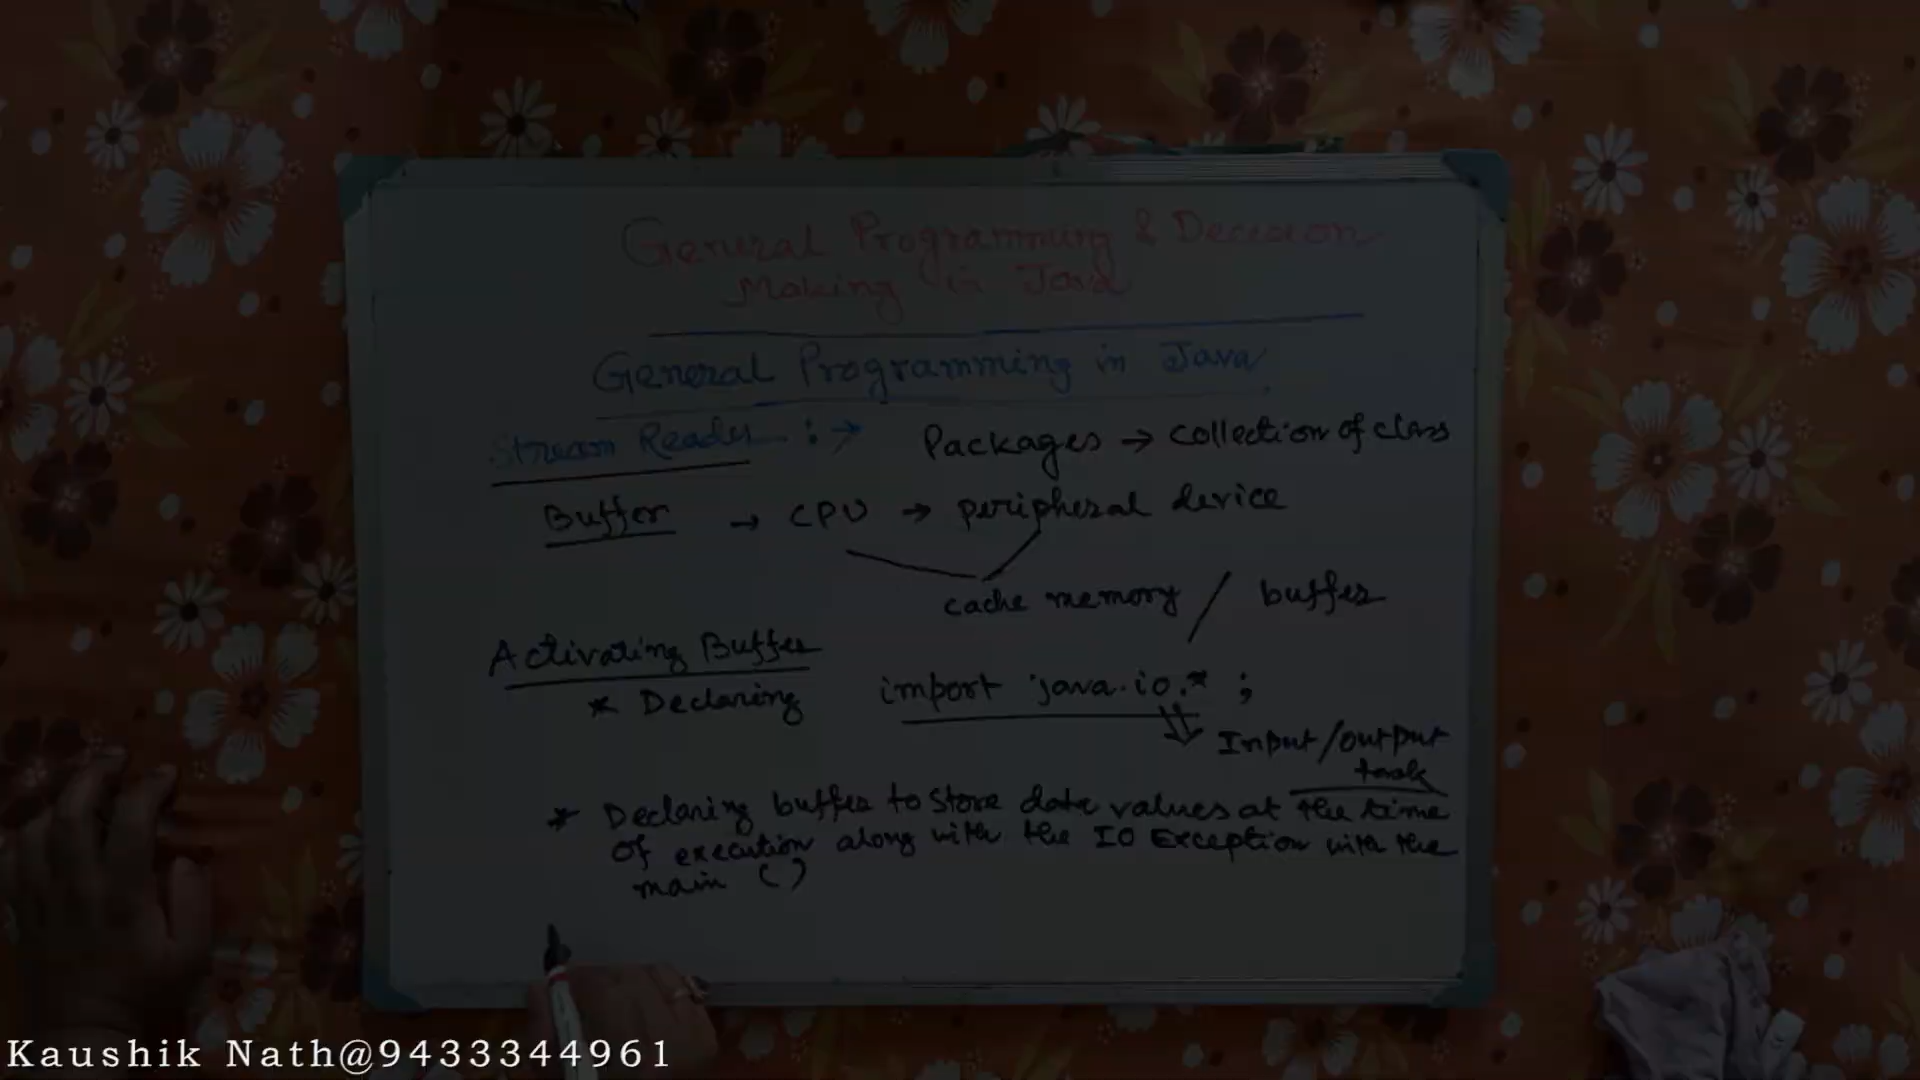 General Programming & Decision
Making in Java
General Programming in Java
Stream Reader : → Packages → collection of class
Buffer → CPU → peripheral device
cache memory / buffer
Activating Buffer
* Declaring import java.io.* ;
Input/output
task
* Declaring buffer to store data values at the time
of execution along with the IO Exception with the
main ()
Kaushik Nath@9433344961